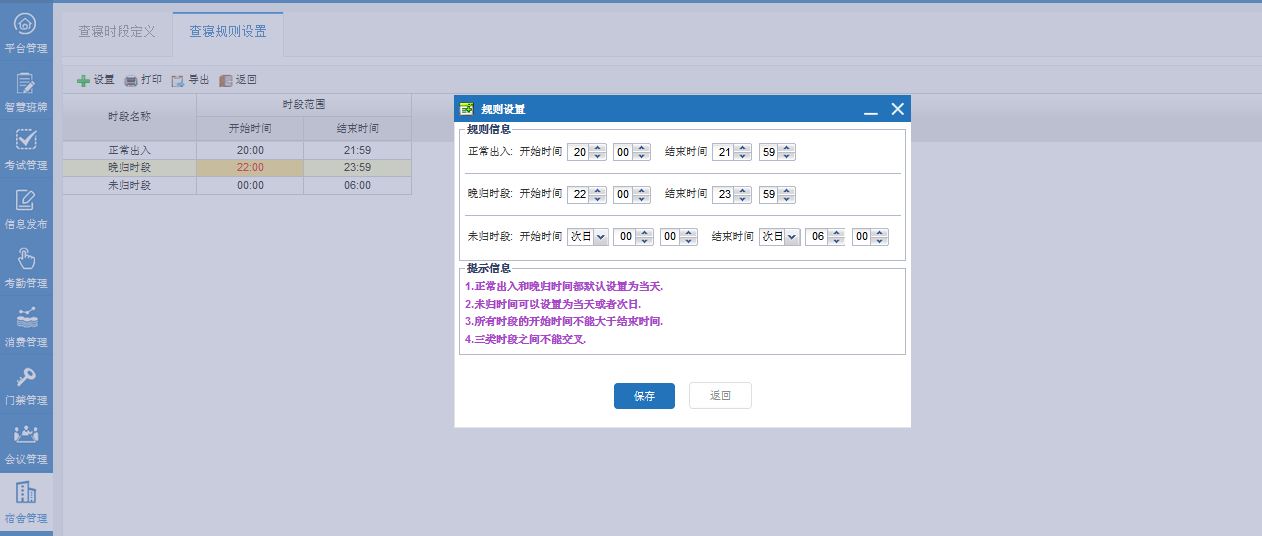 平台管理
智慧班牌
考试管理
信息发布
考勤管理
消费管理
门禁管理
会议管理
宿舍管理
查寝时段定义 查寝规则设置
设置 打印 导出 返回
时段名称 时段范围
开始时间 结束时间
正常出入 20:00 21:59
晚归时段 22:00 23:59
未归时段 00:00 06:00
规则设置
规则信息
正常出入: 开始时间 20 00 结束时间 21 59
晚归时段: 开始时间 22 00 结束时间 23 59
未归时段: 开始时间 次日 00 00 结束时间 次日 06 00
提示信息
1.正常出入和晚归时间都默认设置为当天.
2.未归时间可以设置为当天或者次日.
3.所有时段的开始时间不能大于结束时间.
4.三类时段之间不能交叉.
保存 返回